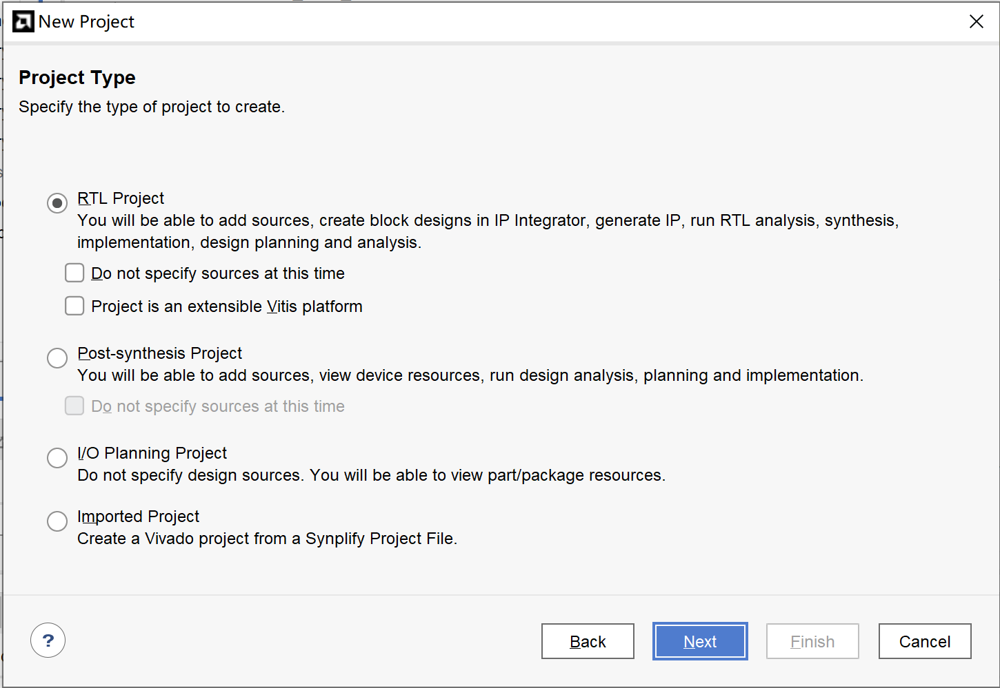 New Project
Project Type
Specify the type of project to create.
RTL Project
You will be able to add sources, create block designs in IP Integrator, generate IP, run RTL analysis, synthesis,
implementation, design planning and analysis.
Do not specify sources at this time
Project is an extensible Vitis platform
Post-synthesis Project
You will be able to add sources, view device resources, run design analysis, planning and implementation.
Do not specify sources at this time
I/O Planning Project
Do not specify design sources. You will be able to view part/package resources.
Imported Project
Create a Vivado project from a Synplify Project File.
?
Back
Next
Finish
Cancel